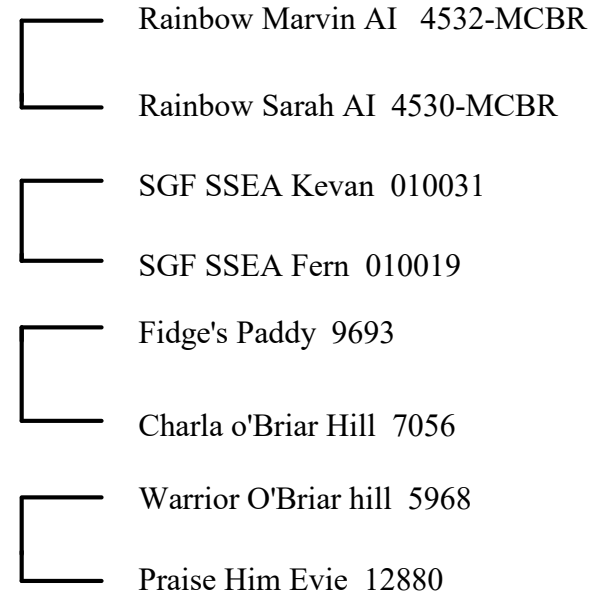 Rainbow Marvin AI 4532-MCBR
Rainbow Sarah AI 4530-MCBR
SGF SSEA Kevan 010031
SGF SSEA Fern 010019
Fidge's Paddy 9693
Charla o'Briar Hill 7056
Warrior O'Briar hill 5968
Praise Him Evie 12880